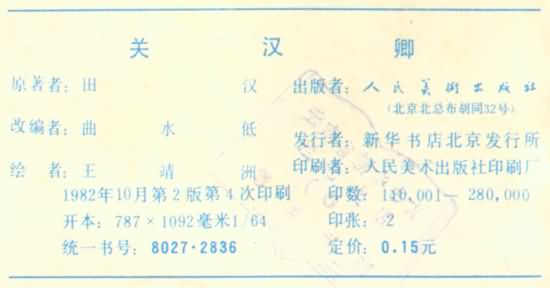 关汉卿
原著者：田汉 出版者：人民美术出版社
(北京北总布胡同32号)
改编者：曲水低 发行者：新华书店北京发行所
绘者：王靖洲 印刷者：人民美术出版社印刷厂
1982年10月第2版第4次印刷 印数：110,001—280,000
开本：787×1092毫米1/64 印张：2
统一书号：8027·2836 定价：0.15元